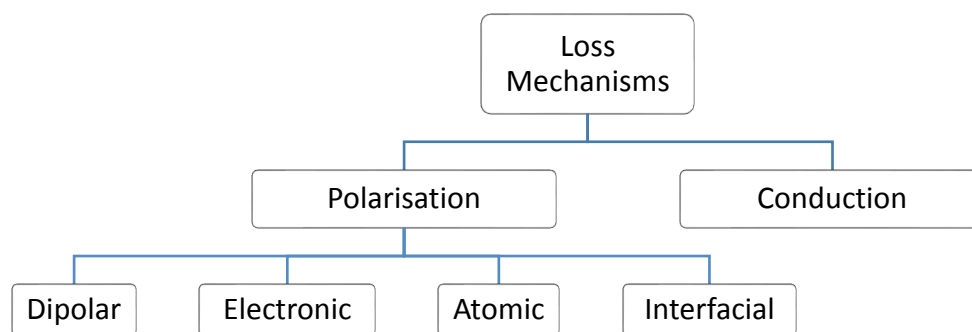 Loss
Mechanisms
Polarisation
Conduction
Dipolar
Electronic
Atomic
Interfacial